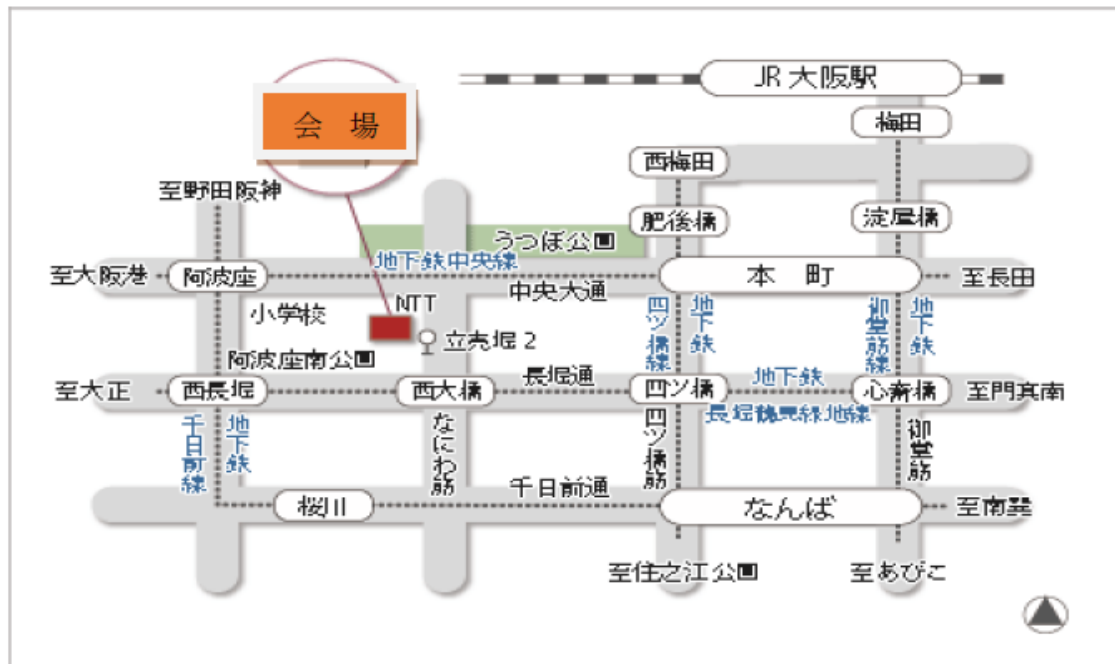 JR 大阪駅
会 場
梅田
西梅田
至野田阪神
肥後橋
淀屋橋
うつぼ公園
地下鉄中央線
至大阪港
阿波座
本 町
至長田
中央大通
NTT
小学校
四ツ橋線
地下鉄
御堂筋線
地下鉄
立売堀 2
阿波座南公園
長堀通
地下鉄
至大正
西長堀
西大橋
四ツ橋
心斎橋
至門真南
長堀鶴見線地線
千日前線
地下鉄
なにわ筋
四ツ橋筋
御堂筋
千日前通
桜川
なんば
至南巽
至住之江公園
至あびこ